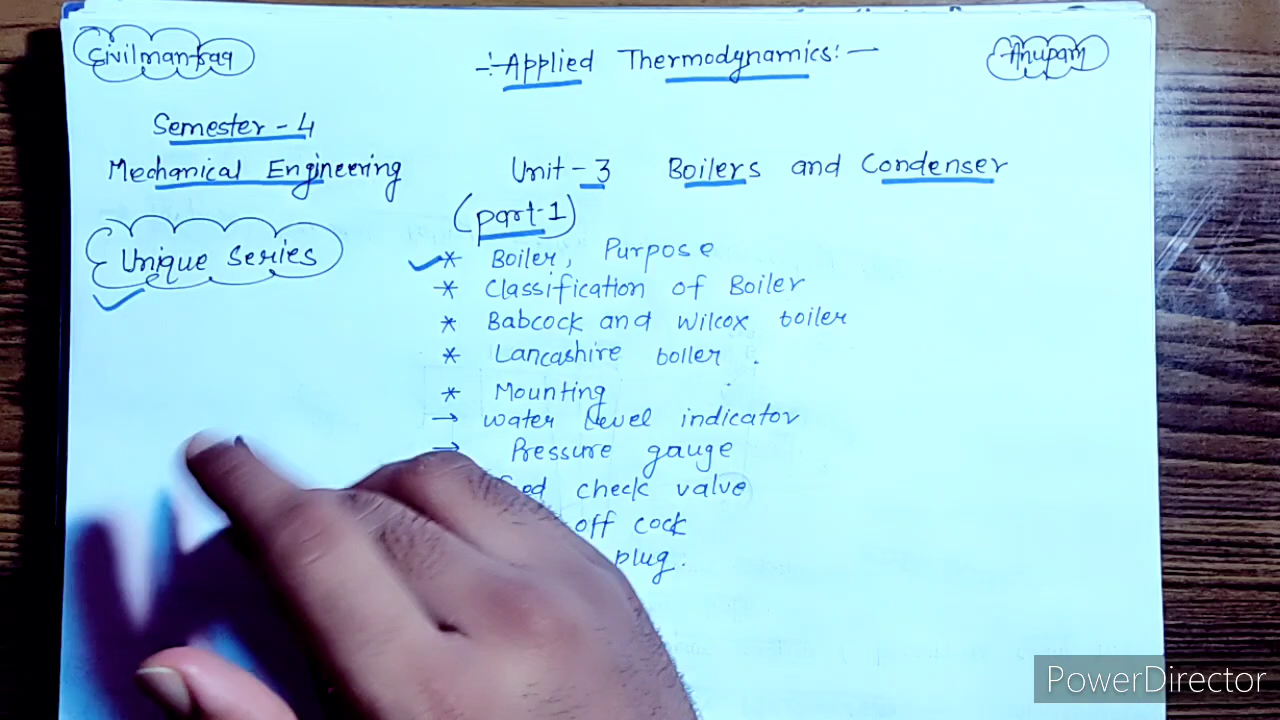 Civilmantraa
-:- Applied Thermodynamics:-
Anupam
Semester-4
Mechanical Engineering Unit-3 Boilers and Condenser
(part-1)
Unique Series
* Boiler, Purpose
* Classification of Boiler
* Babcock and Wilcox boiler
* Lancashire boiler.
* Mounting
→ Water level indicator
→ Pressure gauge
check valve
off cock
plug.
PowerDirector